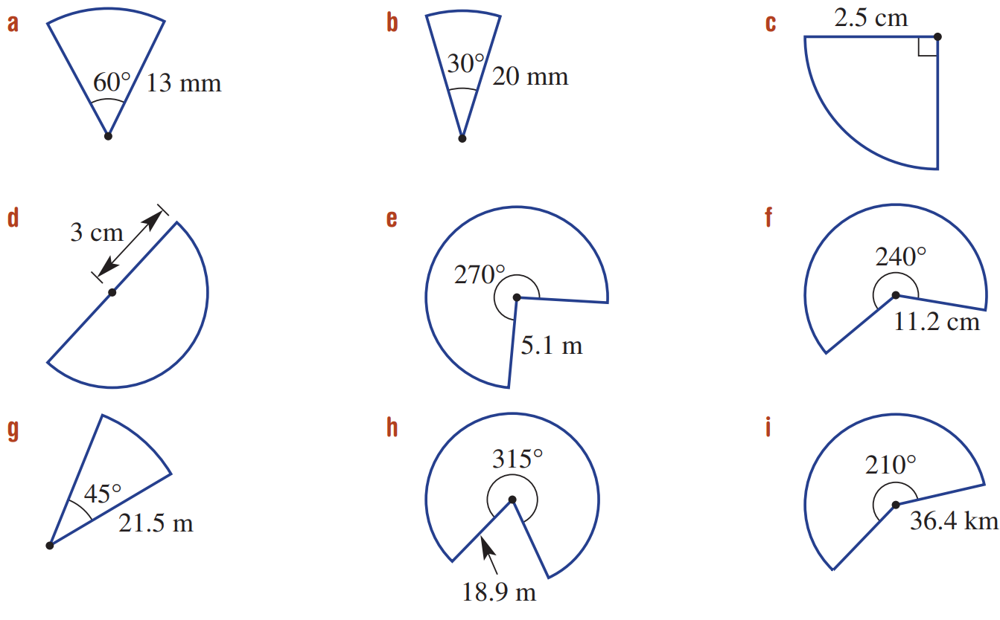 a
60° 13 mm
b
30° 20 mm
c
2.5 cm
d
3 cm
e
270°
5.1 m
f
240°
11.2 cm
g
45°
21.5 m
h
315°
18.9 m
i
210°
36.4 km